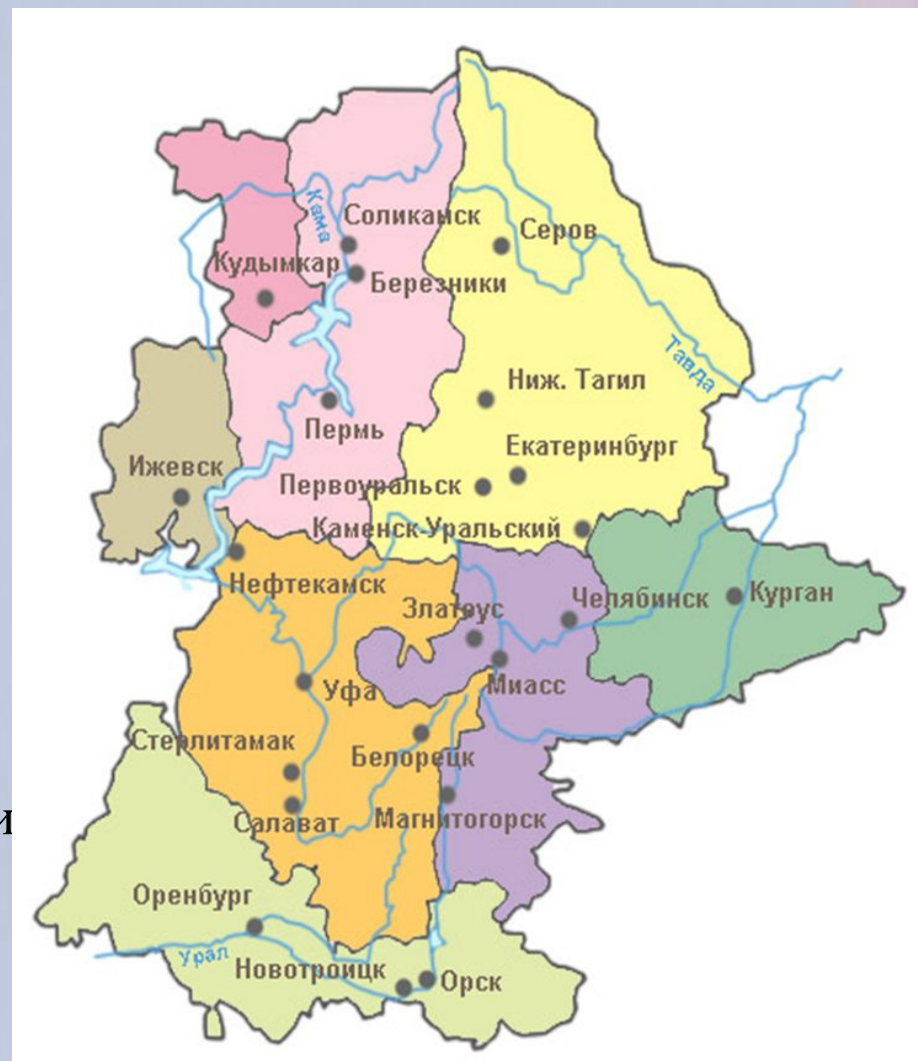 Кама
Соликамск
Серов
Кудымкар
Березники
Тавда
Ниж. Тагил
Пермь
Екатеринбург
Ижевск
Первоуральск
Каменск-Уральский
Нефтекамск
Златоус
Челябинск
Курган
Уфа
Миасс
Стерлитамак
Белорецк
и
Салават
Магнитогорск
Оренбург
Урал
Новотроицк
Орск